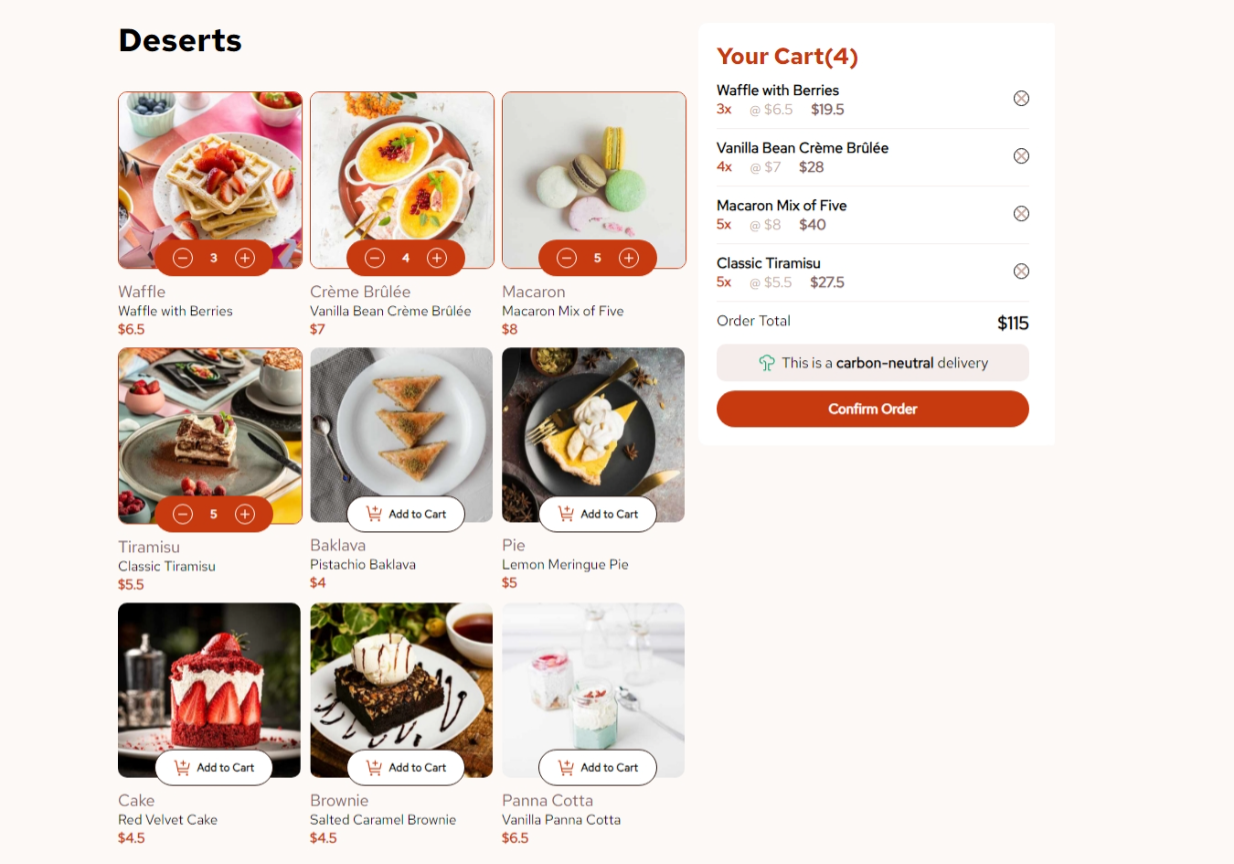 Deserts
3
4
5
Waffle
Waffle with Berries
$6.5
Crème Brûlée
Vanilla Bean Crème Brûlée
$7
Macaron
Macaron Mix of Five
$8
5
Add to Cart
Add to Cart
Tiramisu
Classic Tiramisu
$5.5
Baklava
Pistachio Baklava
$4
Pie
Lemon Meringue Pie
$5
Add to Cart
Add to Cart
Add to Cart
Cake
Red Velvet Cake
$4.5
Brownie
Salted Caramel Brownie
$4.5
Panna Cotta
Vanilla Panna Cotta
$6.5
Your Cart(4)
Waffle with Berries
3x @ $6.5 $19.5
Vanilla Bean Crème Brûlée
4x @ $7 $28
Macaron Mix of Five
5x @ $8 $40
Classic Tiramisu
5x @ $5.5 $27.5
Order Total $115
This is a carbon-neutral delivery
Confirm Order